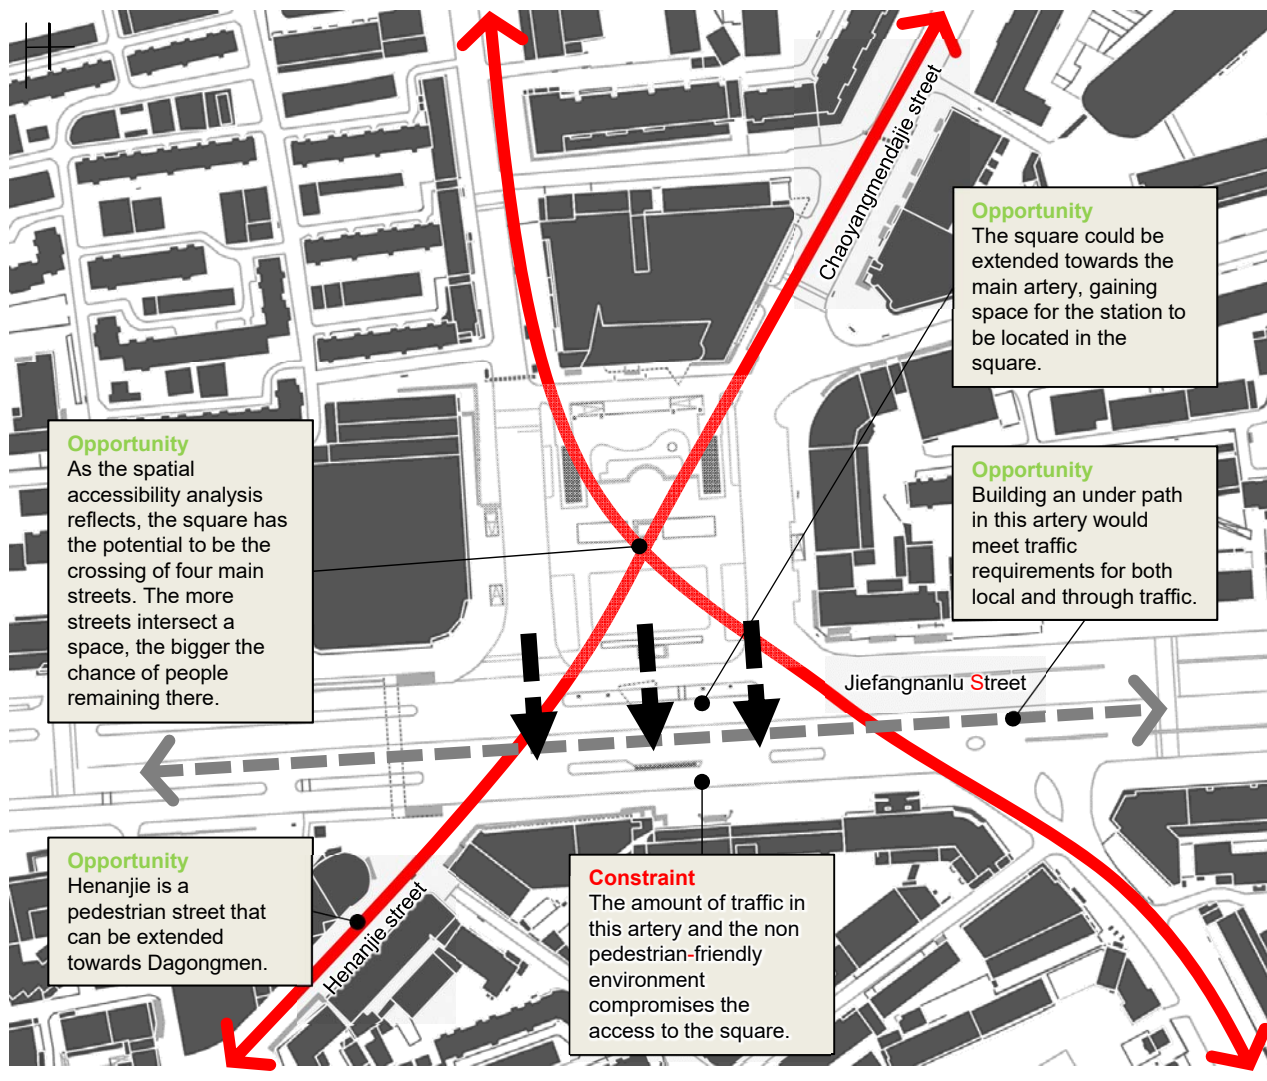 Chaoyangmendajie street
Opportunity
The square could be
extended towards the
main artery, gaining
space for the station to
be located in the
square.
Opportunity
As the spatial
accessibility analysis
reflects, the square has
the potential to be the
crossing of four main
streets. The more
streets intersect a
space, the bigger the
chance of people
remaining there.
Opportunity
Building an under path
in this artery would
meet traffic
requirements for both
local and through traffic.
Jiefangnanlu Street
Opportunity
Henanjie is a
pedestrian street that
can be extended
towards Dagongmen.
Henanjie street
Constraint
The amount of traffic in
this artery and the non
pedestrian-friendly
environment
compromises the
access to the square.